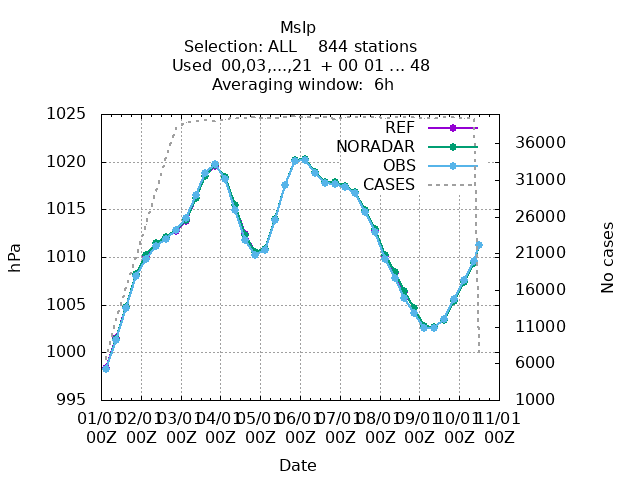 Mslp
Selection: ALL    844 stations
Used  00,03,...,21  + 00 01 ... 48
Averaging window:  6h
1025
1020
1015
1010
1005
1000
995
hPa
REF
NORADAR
OBS
CASES
36000
31000
26000
21000
16000
11000
6000
1000
No cases
01/01 02/01 03/01 04/01 05/01 06/01 07/01 08/01 09/01 10/01 11/01
00Z 00Z 00Z 00Z 00Z 00Z 00Z 00Z 00Z 00Z 00Z
Date